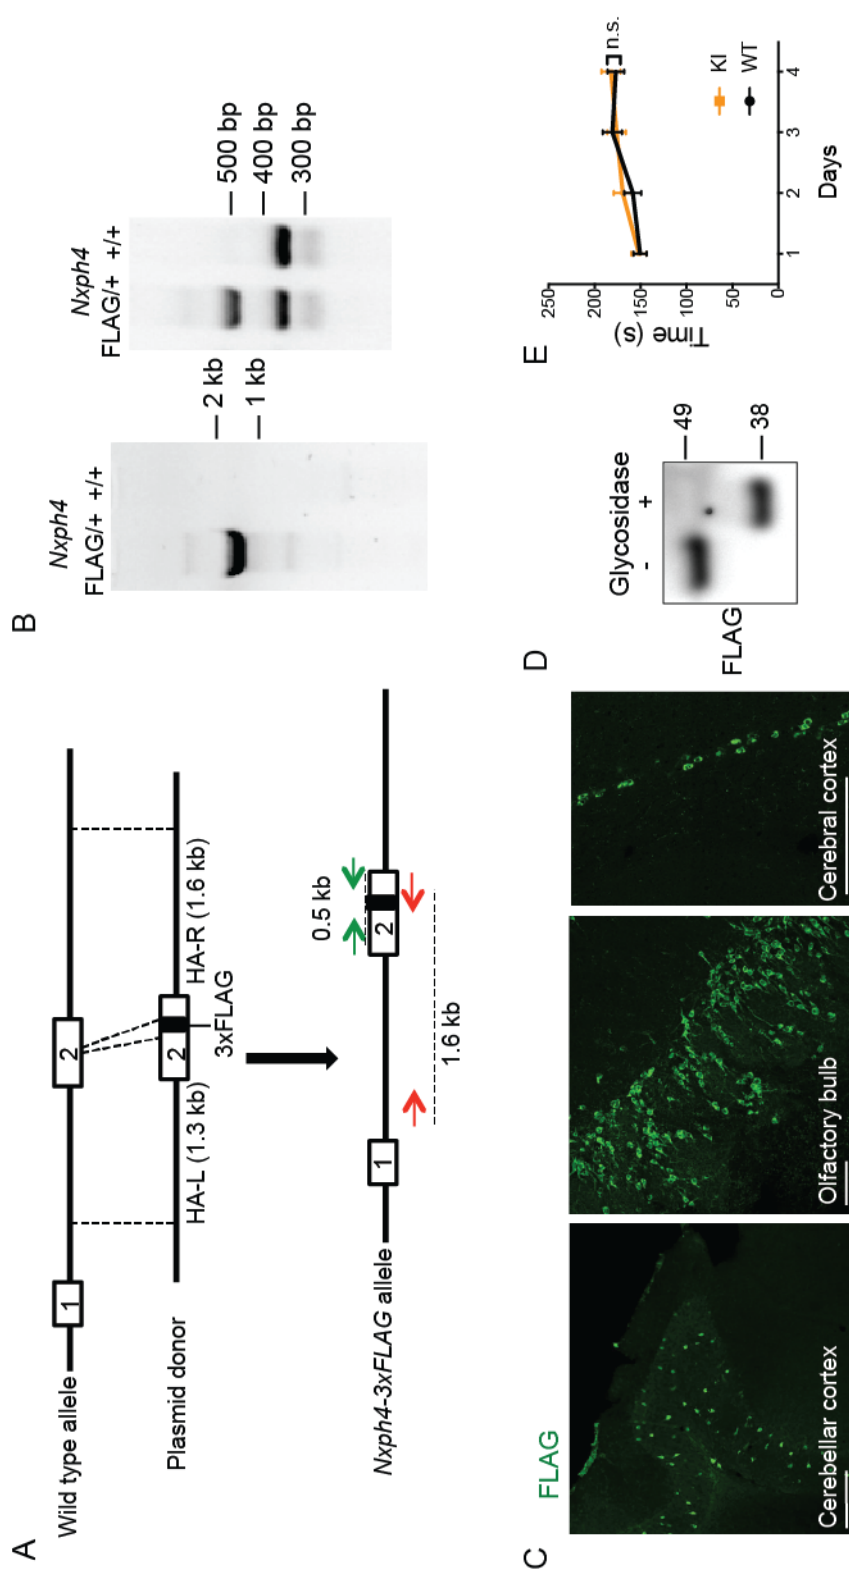 A
Wild type allele
1
2
Plasmid donor
2
HA-L (1.3 kb)
HA-R (1.6 kb)
3xFLAG
Nxph4-3xFLAG allele
1
2
0.5 kb
1.6 kb
B
Nxph4
FLAG/+ +/+
2 kb
1 kb
Nxph4
FLAG/+ +/+
500 bp
400 bp
300 bp
C
FLAG
Cerebellar cortex
Olfactory bulb
Cerebral cortex
D
Glycosidase
- +
49
38
FLAG
E
Time (s)
250
200
150
100
50
0
1 2 3 4
Days
n.s.
KI
WT